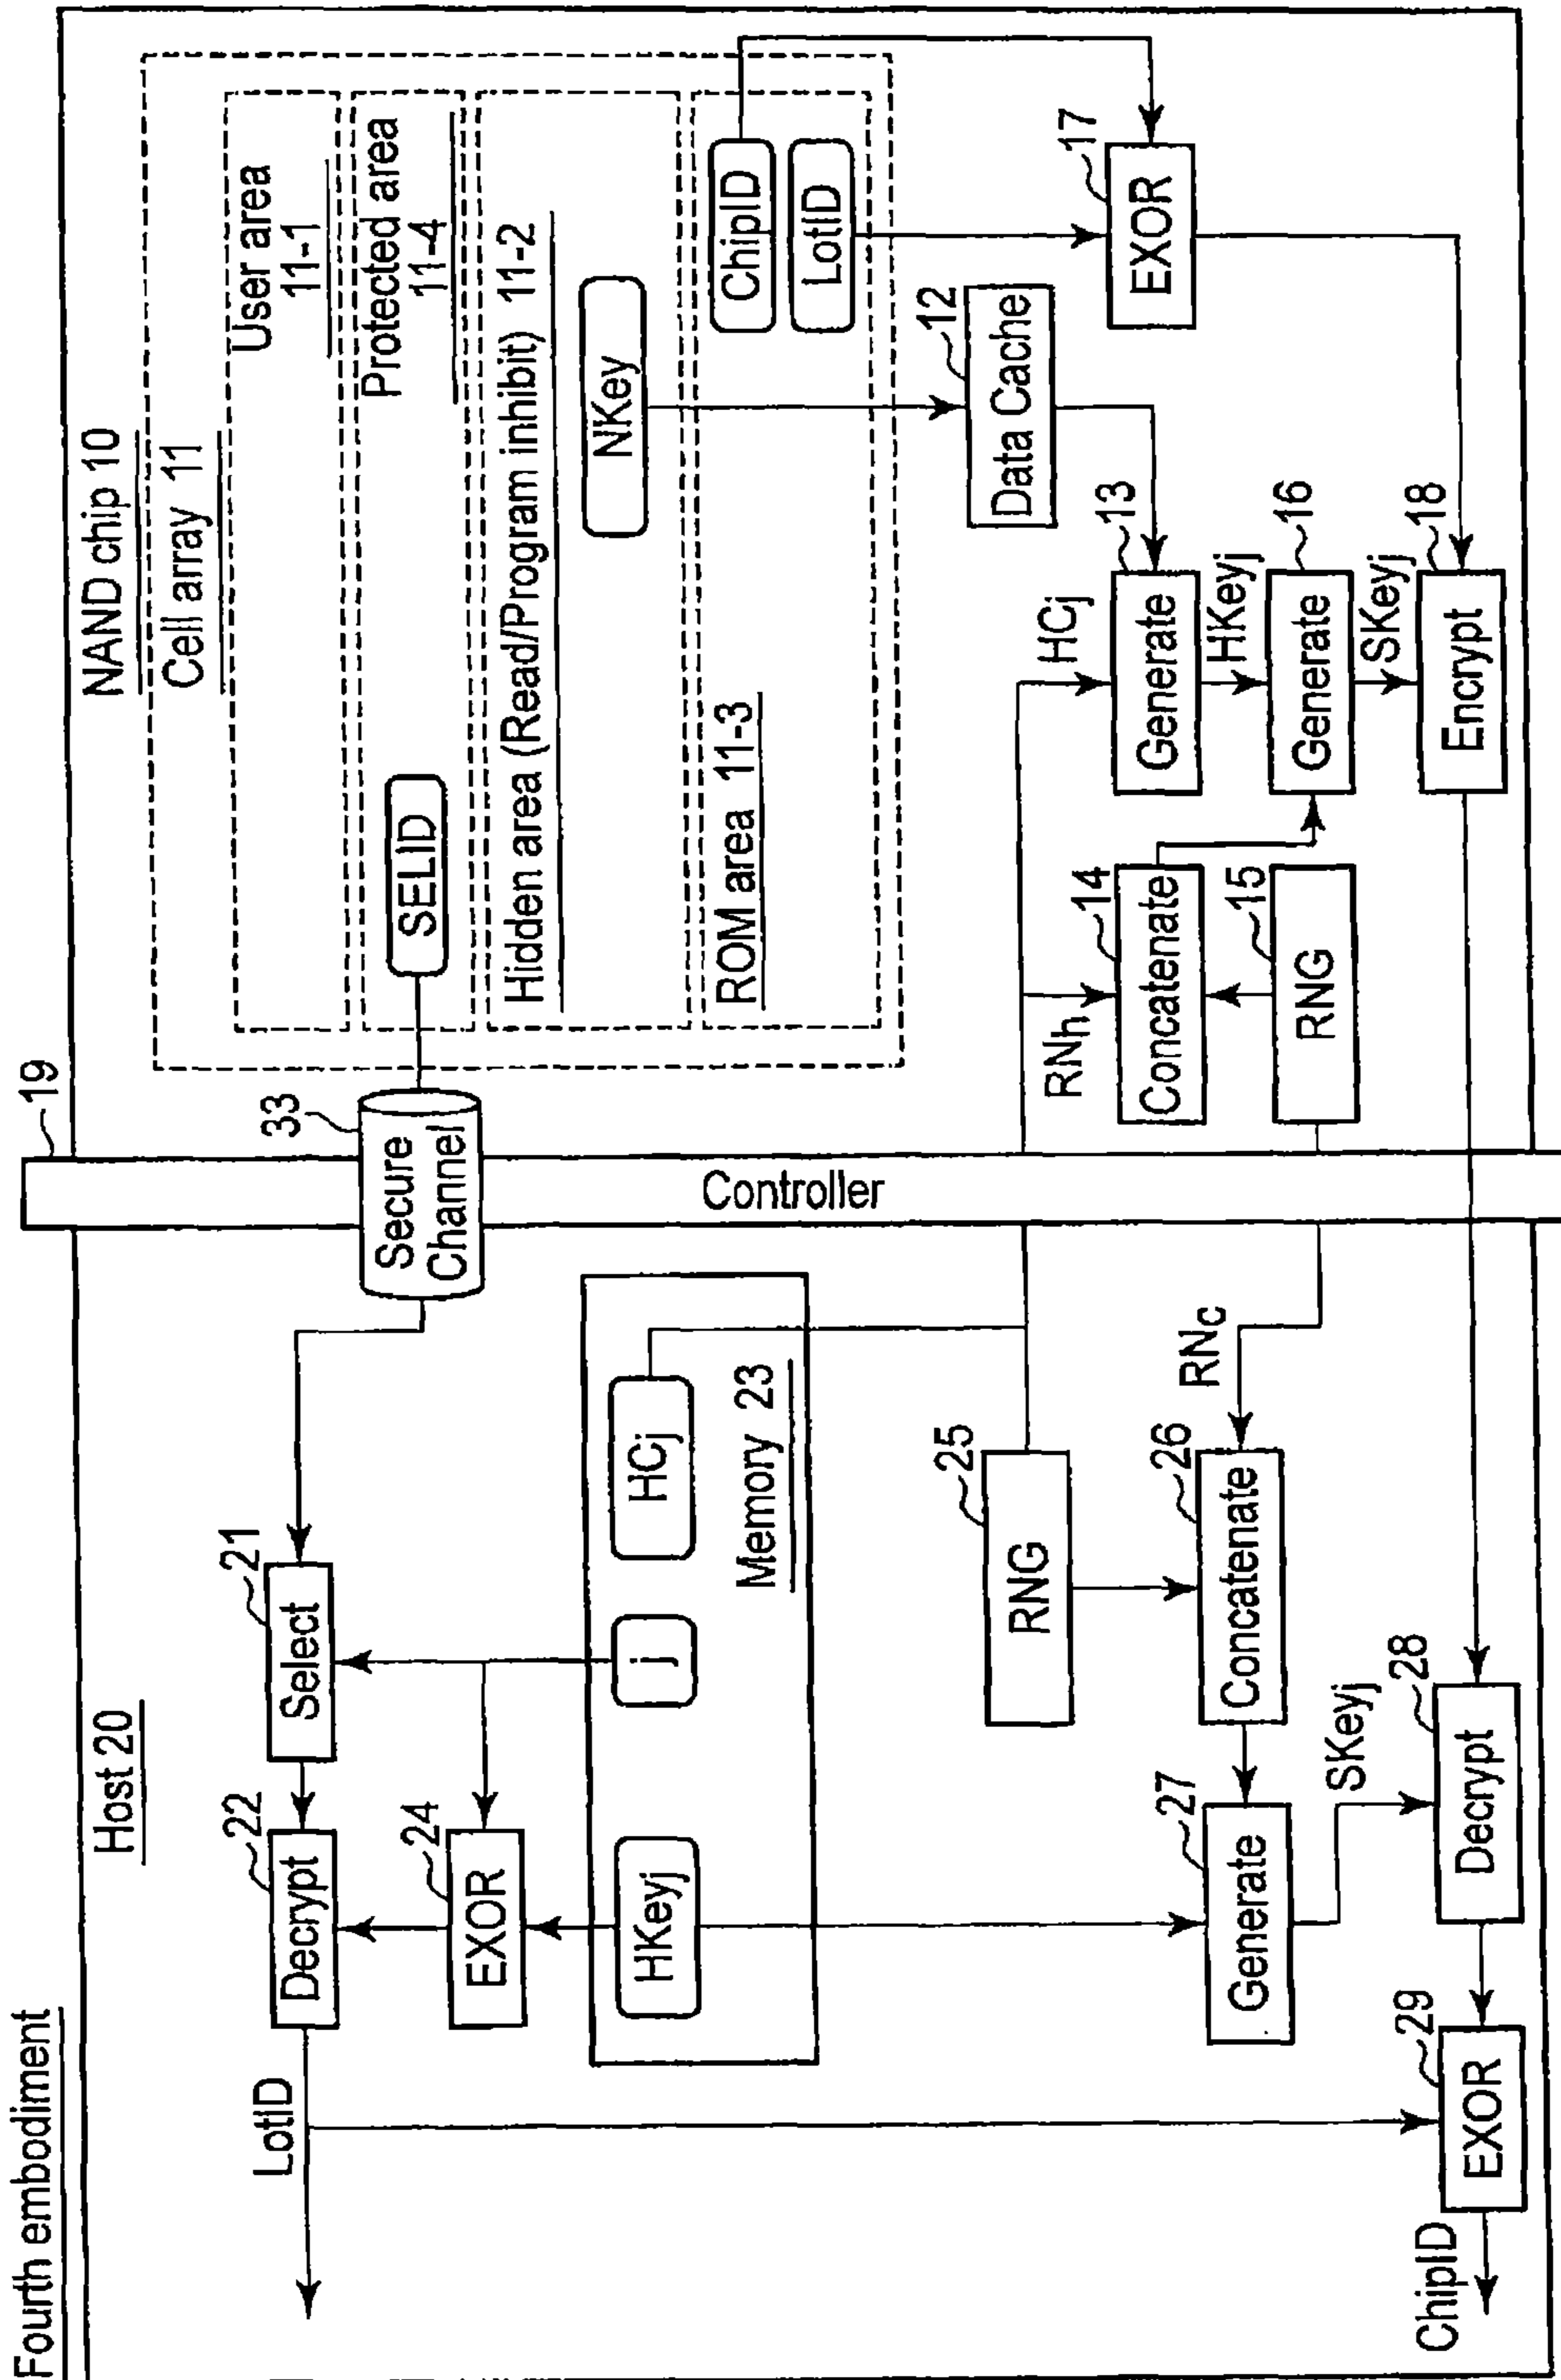 Fourth embodiment
Host 20
NAND chip 10
Cell array 11
User area
11-1
Protected area
11-4
Hidden area (Read/Program inhibit) 11-2
ROM area 11-3
SELID
NKey
ChipID
LotID
19
33
Secure
Channel
Controller
21
Select
22
Decrypt
24
EXOR
LotID
HKeyj
j
HCj
Memory 23
25
RNG
RNc
26
Concatenate
27
Generate
SKeyj
28
Decrypt
29
EXOR
ChipID
12
Data Cache
HCj
13
Generate
HKeyj
16
Generate
SKeyj
18
Encrypt
RNh
14
Concatenate
15
RNG
17
EXOR